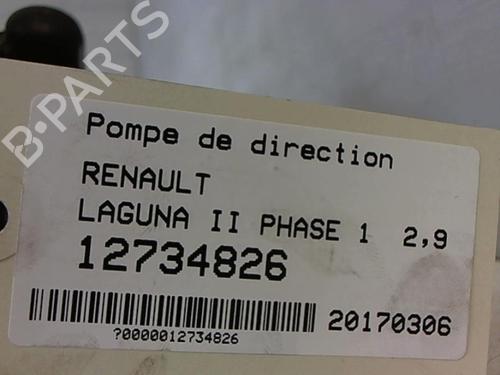 B-PARTS
Pompe de direction
RENAULT
LAGUNA II PHASE 1 2,9
12734826
20170306
?0000012734826